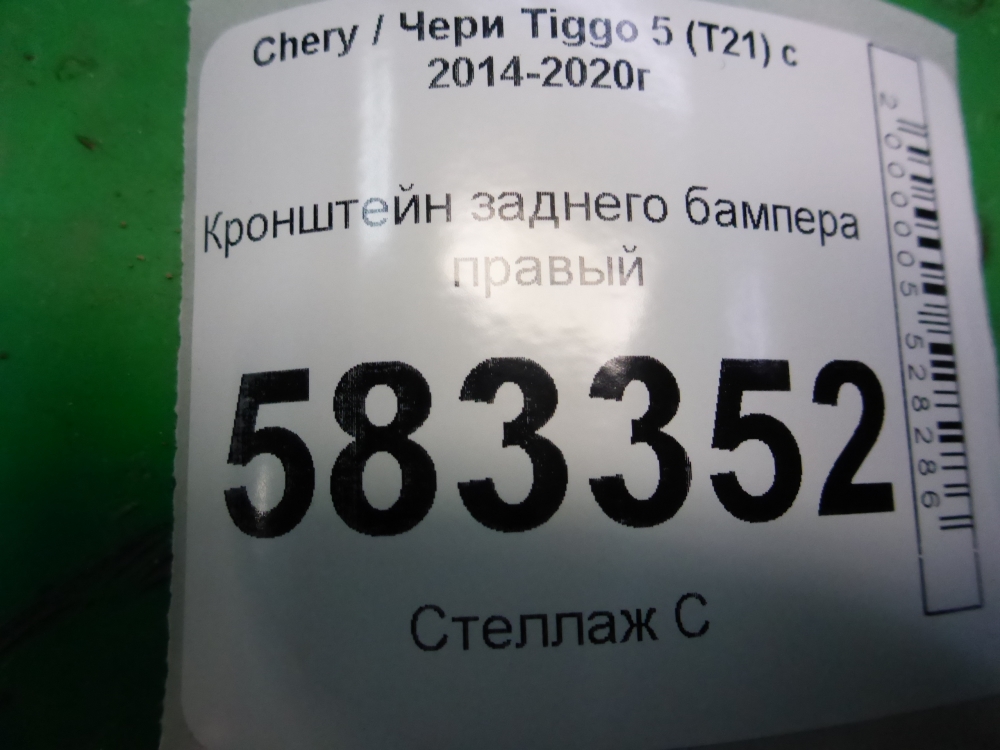 Chery / Чери Tiggo 5 (T21) с
2014-2020г
Кронштейн заднего бампера
правый
583352
Стеллаж С
2000005528286